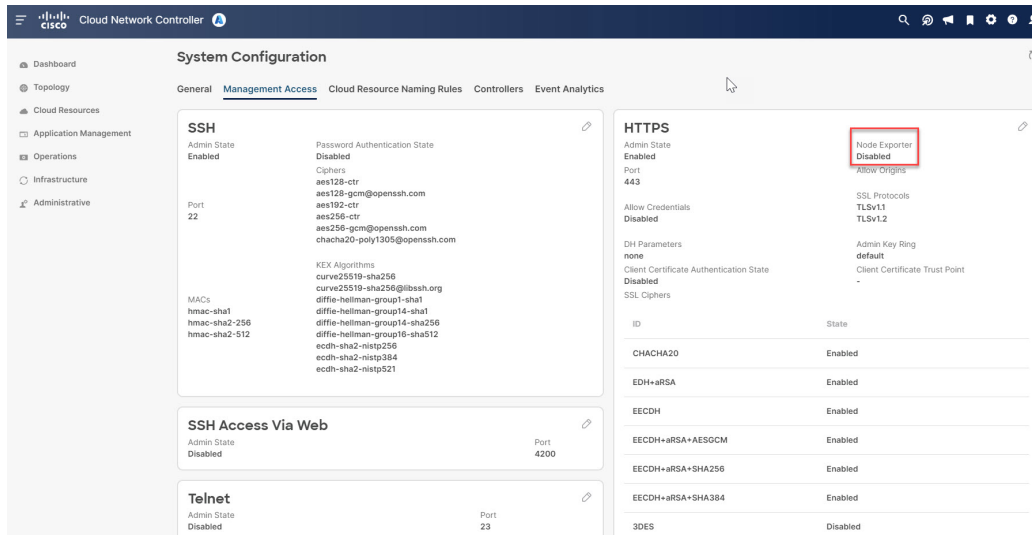 CISCO
Cloud Network Controller
Dashboard
Topology
Cloud Resources
Application Management
Operations
Infrastructure
Administrative
System Configuration
General Management Access Cloud Resource Naming Rules Controllers Event Analytics
SSH
Admin State
Enabled
Password Authentication State
Disabled
Ciphers
aes128-ctr
aes128-gcm@openssh.com
aes192-ctr
aes256-ctr
aes256-gcm@openssh.com
chacha20-poly1305@openssh.com
Port
22
KEX Algorithms
curve25519-sha256
curve25519-sha256@libssh.org
diffie-hellman-group1-sha1
diffie-hellman-group14-sha1
diffie-hellman-group14-sha256
diffie-hellman-group16-sha512
ecdh-sha2-nistp256
ecdh-sha2-nistp384
ecdh-sha2-nistp521
MACs
hmac-sha1
hmac-sha2-256
hmac-sha2-512
SSH Access Via Web
Admin State
Disabled
Port
4200
Telnet
Admin State
Disabled
Port
23
HTTPS
Admin State
Enabled
Node Exporter
Disabled
Port
443
Allow Origins
Allow Credentials
Disabled
SSL Protocols
TLSv1.1
TLSv1.2
DH Parameters
none
Admin Key Ring
default
Client Certificate Authentication State
Disabled
Client Certificate Trust Point
-
SSL Ciphers
ID State
CHACHA20 Enabled
EDH+aRSA Enabled
EECDH Enabled
EECDH+aRSA+AESGCM Enabled
EECDH+aRSA+SHA256 Enabled
EECDH+aRSA+SHA384 Enabled
3DES Disabled